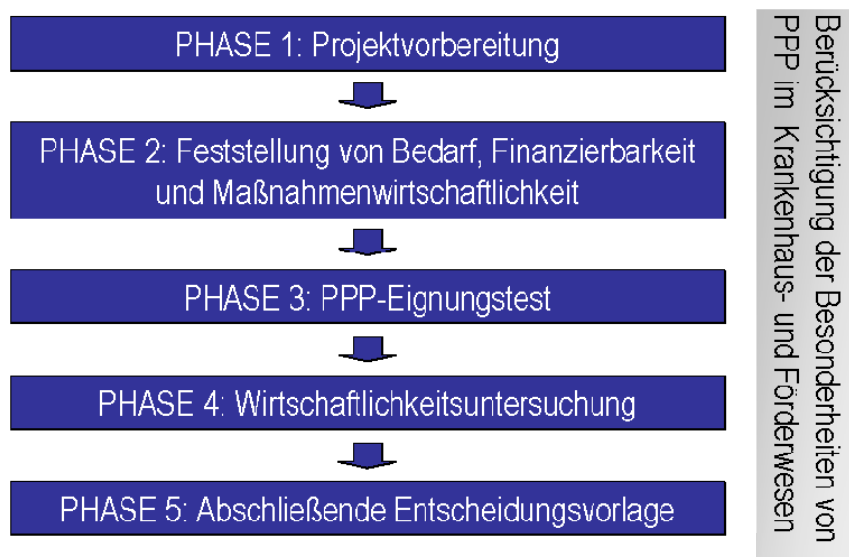 PHASE 1: Projektvorbereitung
PHASE 2: Feststellung von Bedarf, Finanzierbarkeit
und Maßnahmenwirtschaftlichkeit
PHASE 3: PPP-Eignungstest
PHASE 4: Wirtschaftlichkeitsuntersuchung
PHASE 5: Abschließende Entscheidungsvorlage
Berücksichtigung der Besonderheiten von
PPP im Krankenhaus- und Förderwesen